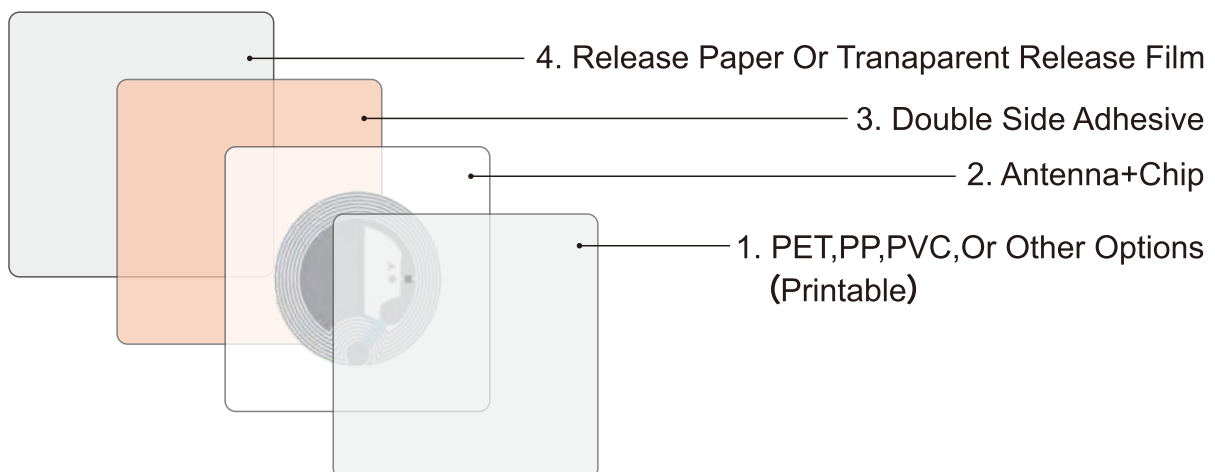 4. Release Paper Or Tranaparent Release Film
3. Double Side Adhesive
2. Antenna+Chip
1. PET,PP,PVC,Or Other Options
(Printable)